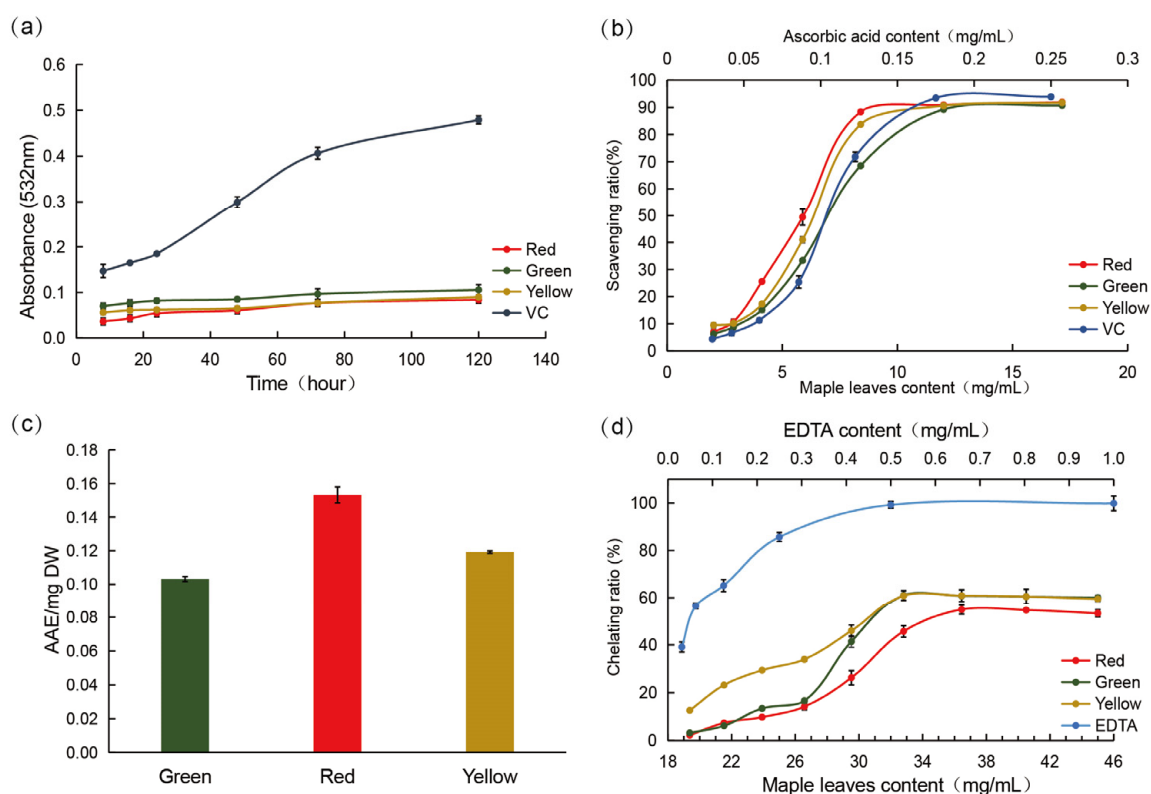 (a)
Absorbance (532nm)
0.6
0.5
0.4
0.3
0.2
0.1
0.0
0 20 40 60 80 100 120 140
Time（hour）
Red
Green
Yellow
VC
(b)
Ascorbic acid content（mg/mL）
0 0.05 0.1 0.15 0.2 0.25 0.3
Scavenging ratio(%)
100
90
80
70
60
50
40
30
20
10
0
0 5 10 15 20
Maple leaves content（mg/mL）
Red
Green
Yellow
VC
(c)
AAE/mg DW
0.18
0.16
0.14
0.12
0.10
0.08
0.06
0.04
0.02
0.00
Green Red Yellow
(d)
EDTA content（mg/mL）
0.0 0.1 0.2 0.3 0.4 0.5 0.6 0.7 0.8 0.9 1.0
Chelating ratio (%)
100
80
60
40
20
0
18 22 26 30 34 38 42 46
Maple leaves content（mg/mL）
Red
Green
Yellow
EDTA